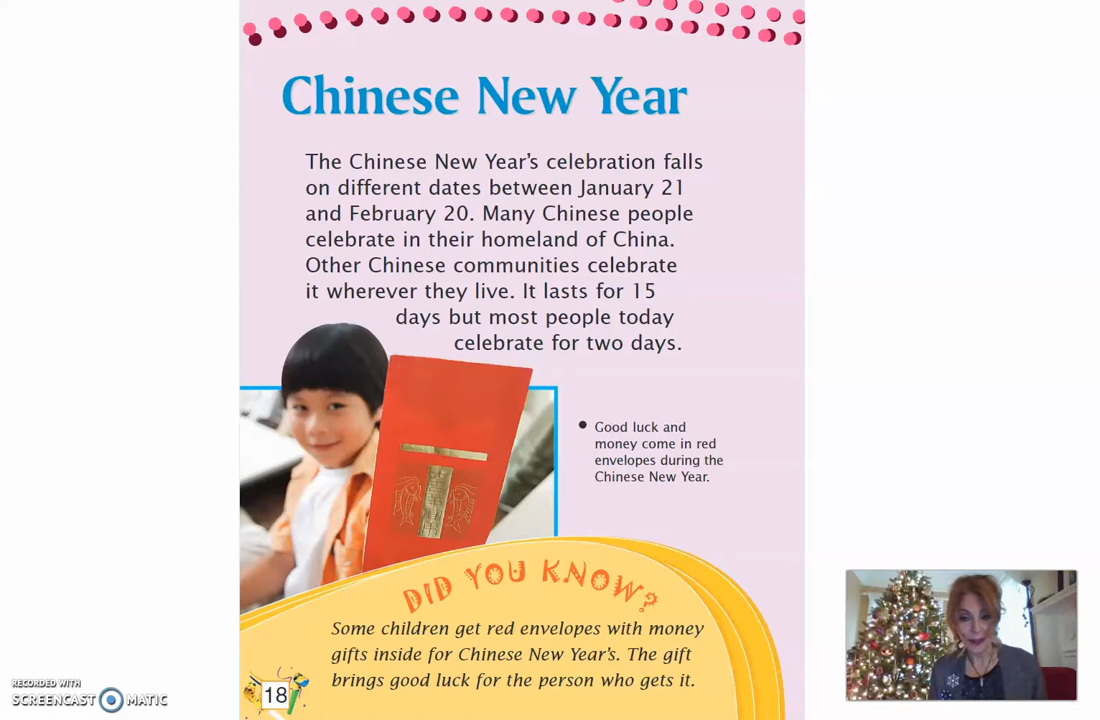 Chinese New Year
The Chinese New Year's celebration falls
on different dates between January 21
and February 20. Many Chinese people
celebrate in their homeland of China.
Other Chinese communities celebrate
it wherever they live. It lasts for 15
days but most people today
celebrate for two days.
● Good luck and
money come in red
envelopes during the
Chinese New Year.
DID YOU KNOW?
Some children get red envelopes with money
gifts inside for Chinese New Year's. The gift
brings good luck for the person who gets it.
18
RECORDED WITH
SCREENCAST MATIC